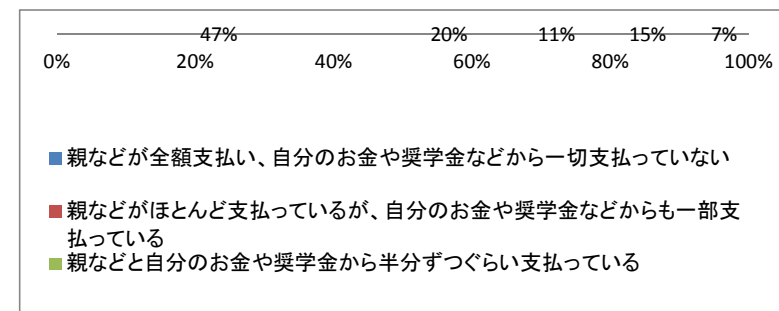 47% 20% 11% 15% 7%
0% 20% 40% 60% 80% 100%
親などが全額支払い、自分のお金や奨学金などから一切支払っていない
親などがほとんど支払っているが、自分のお金や奨学金などからも一部支
払っている
親などと自分のお金や奨学金から半分ずつぐらい支払っている